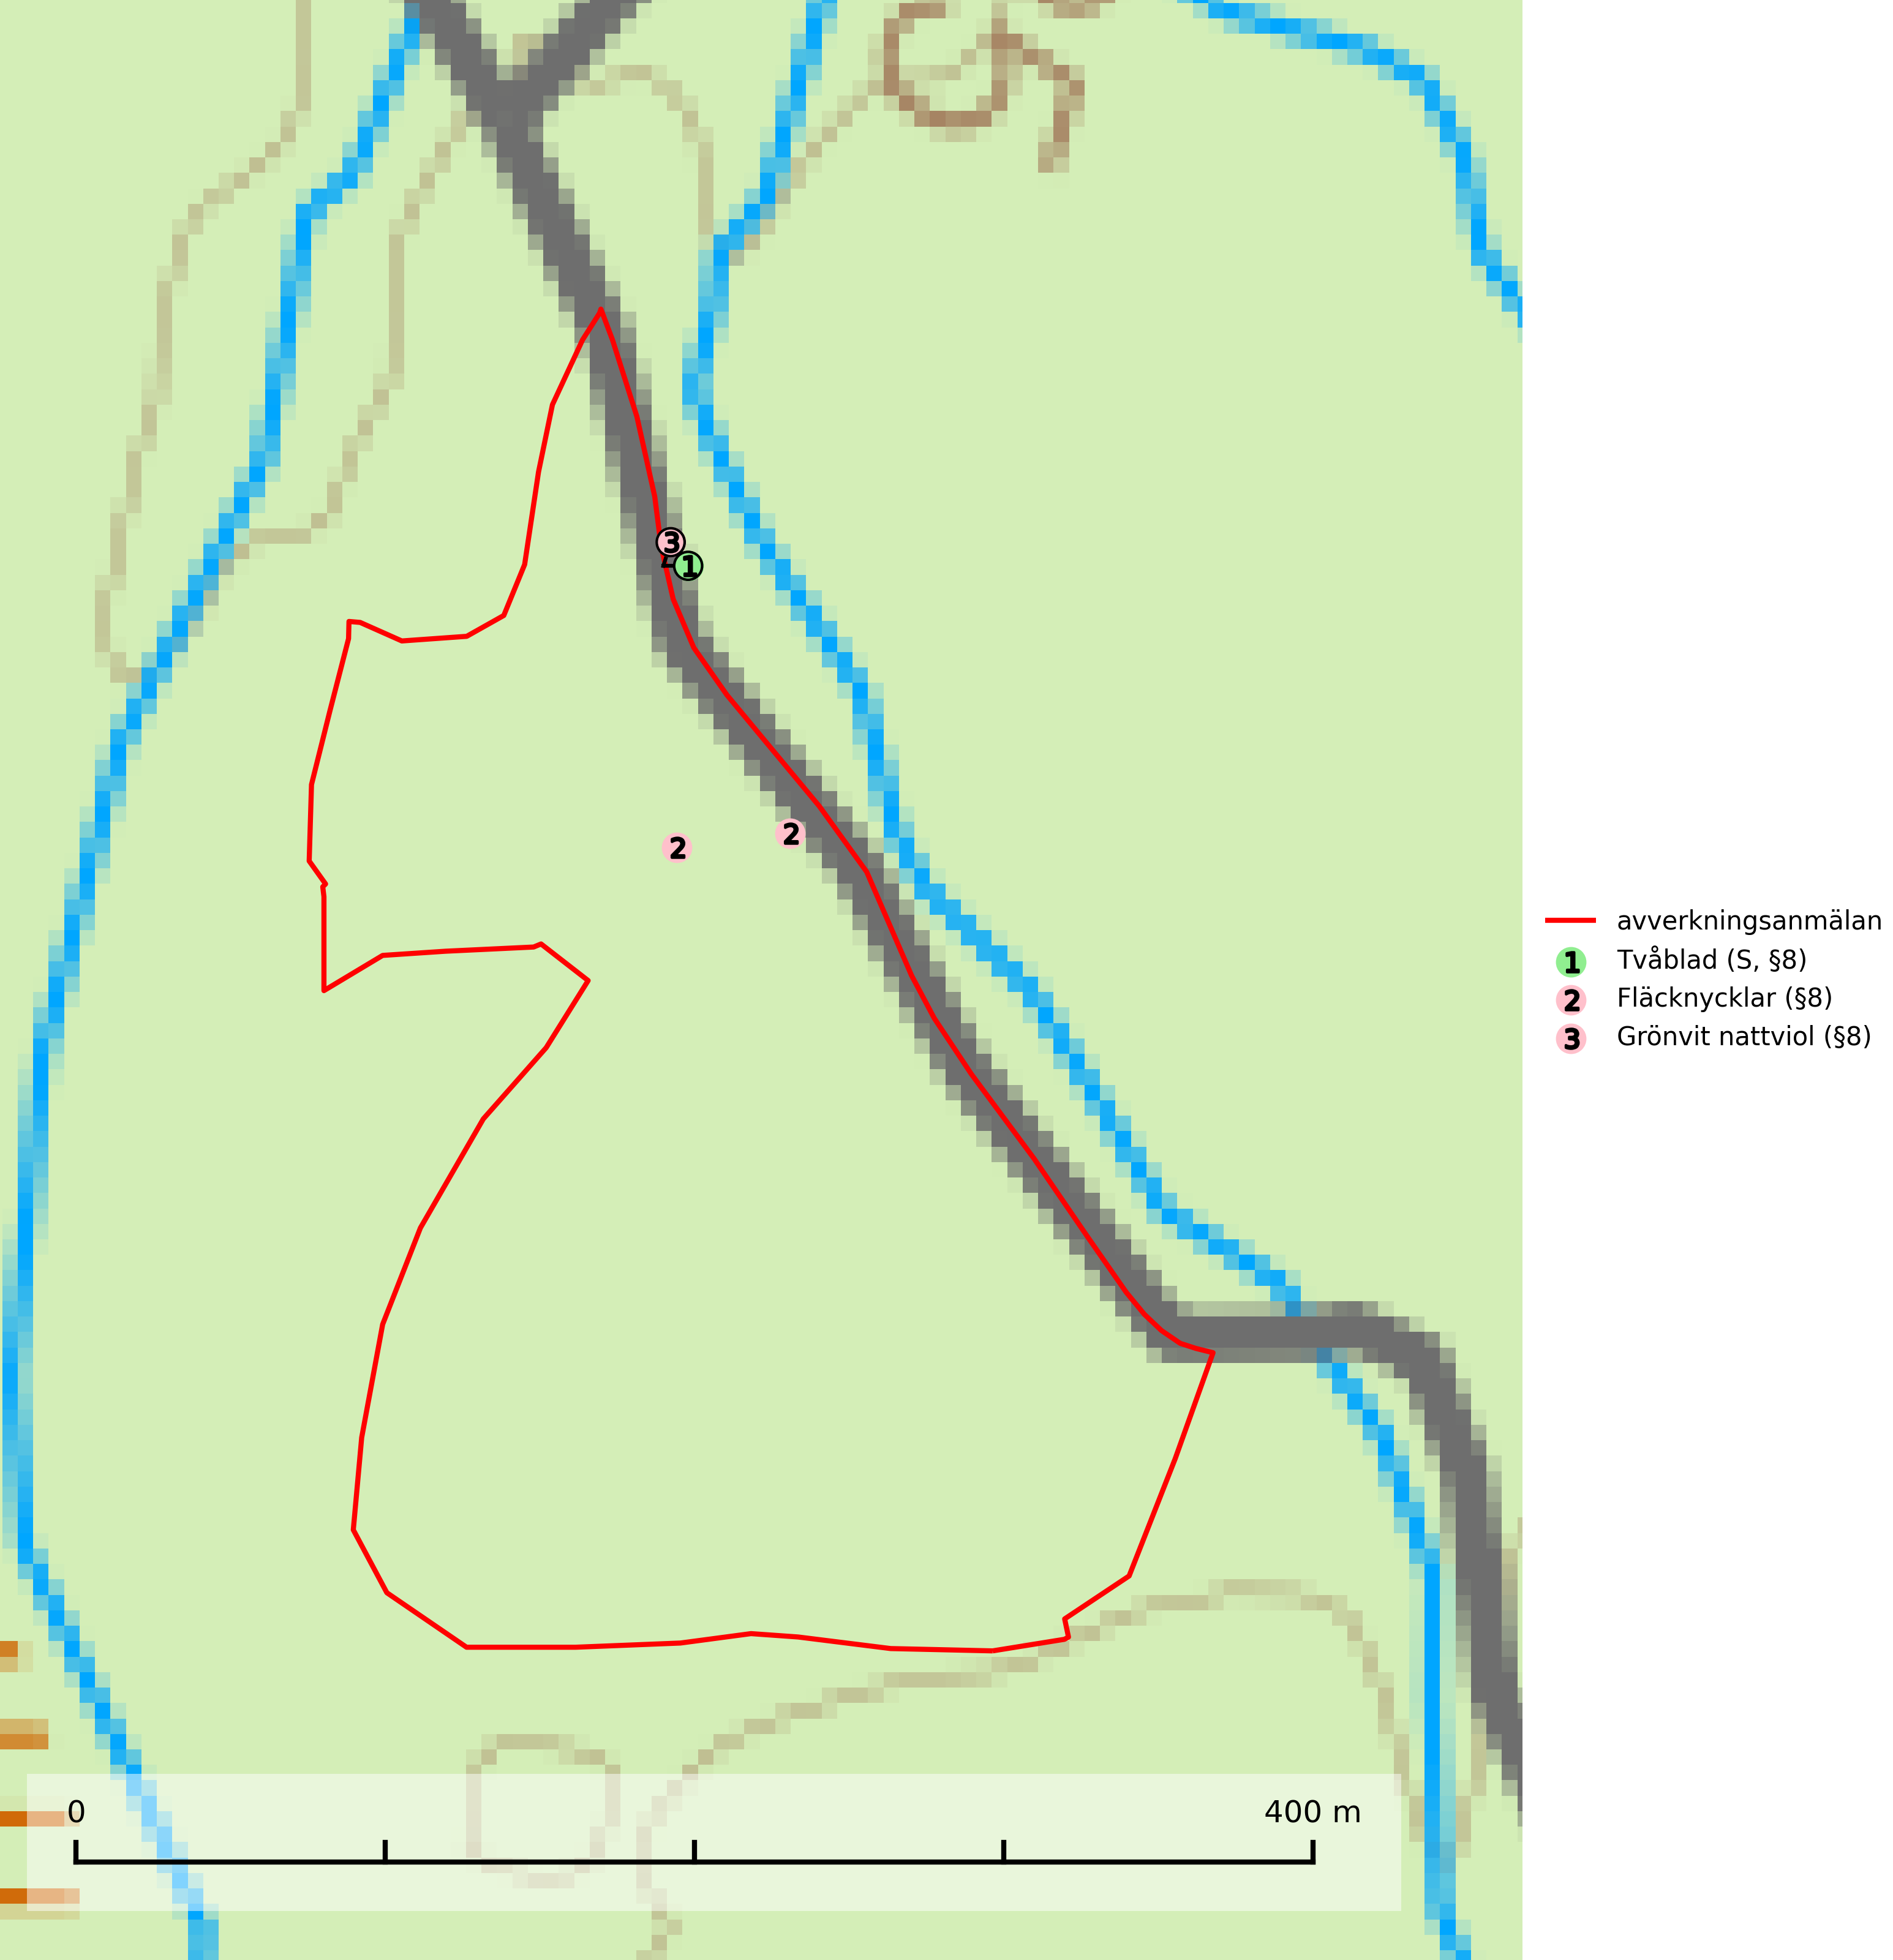 3
1
2
2
avverkningsanmälan
1 Tvåblad (S, §8)
2 Fläcknycklar (§8)
3 Grönvit nattviol (§8)
0 400 m